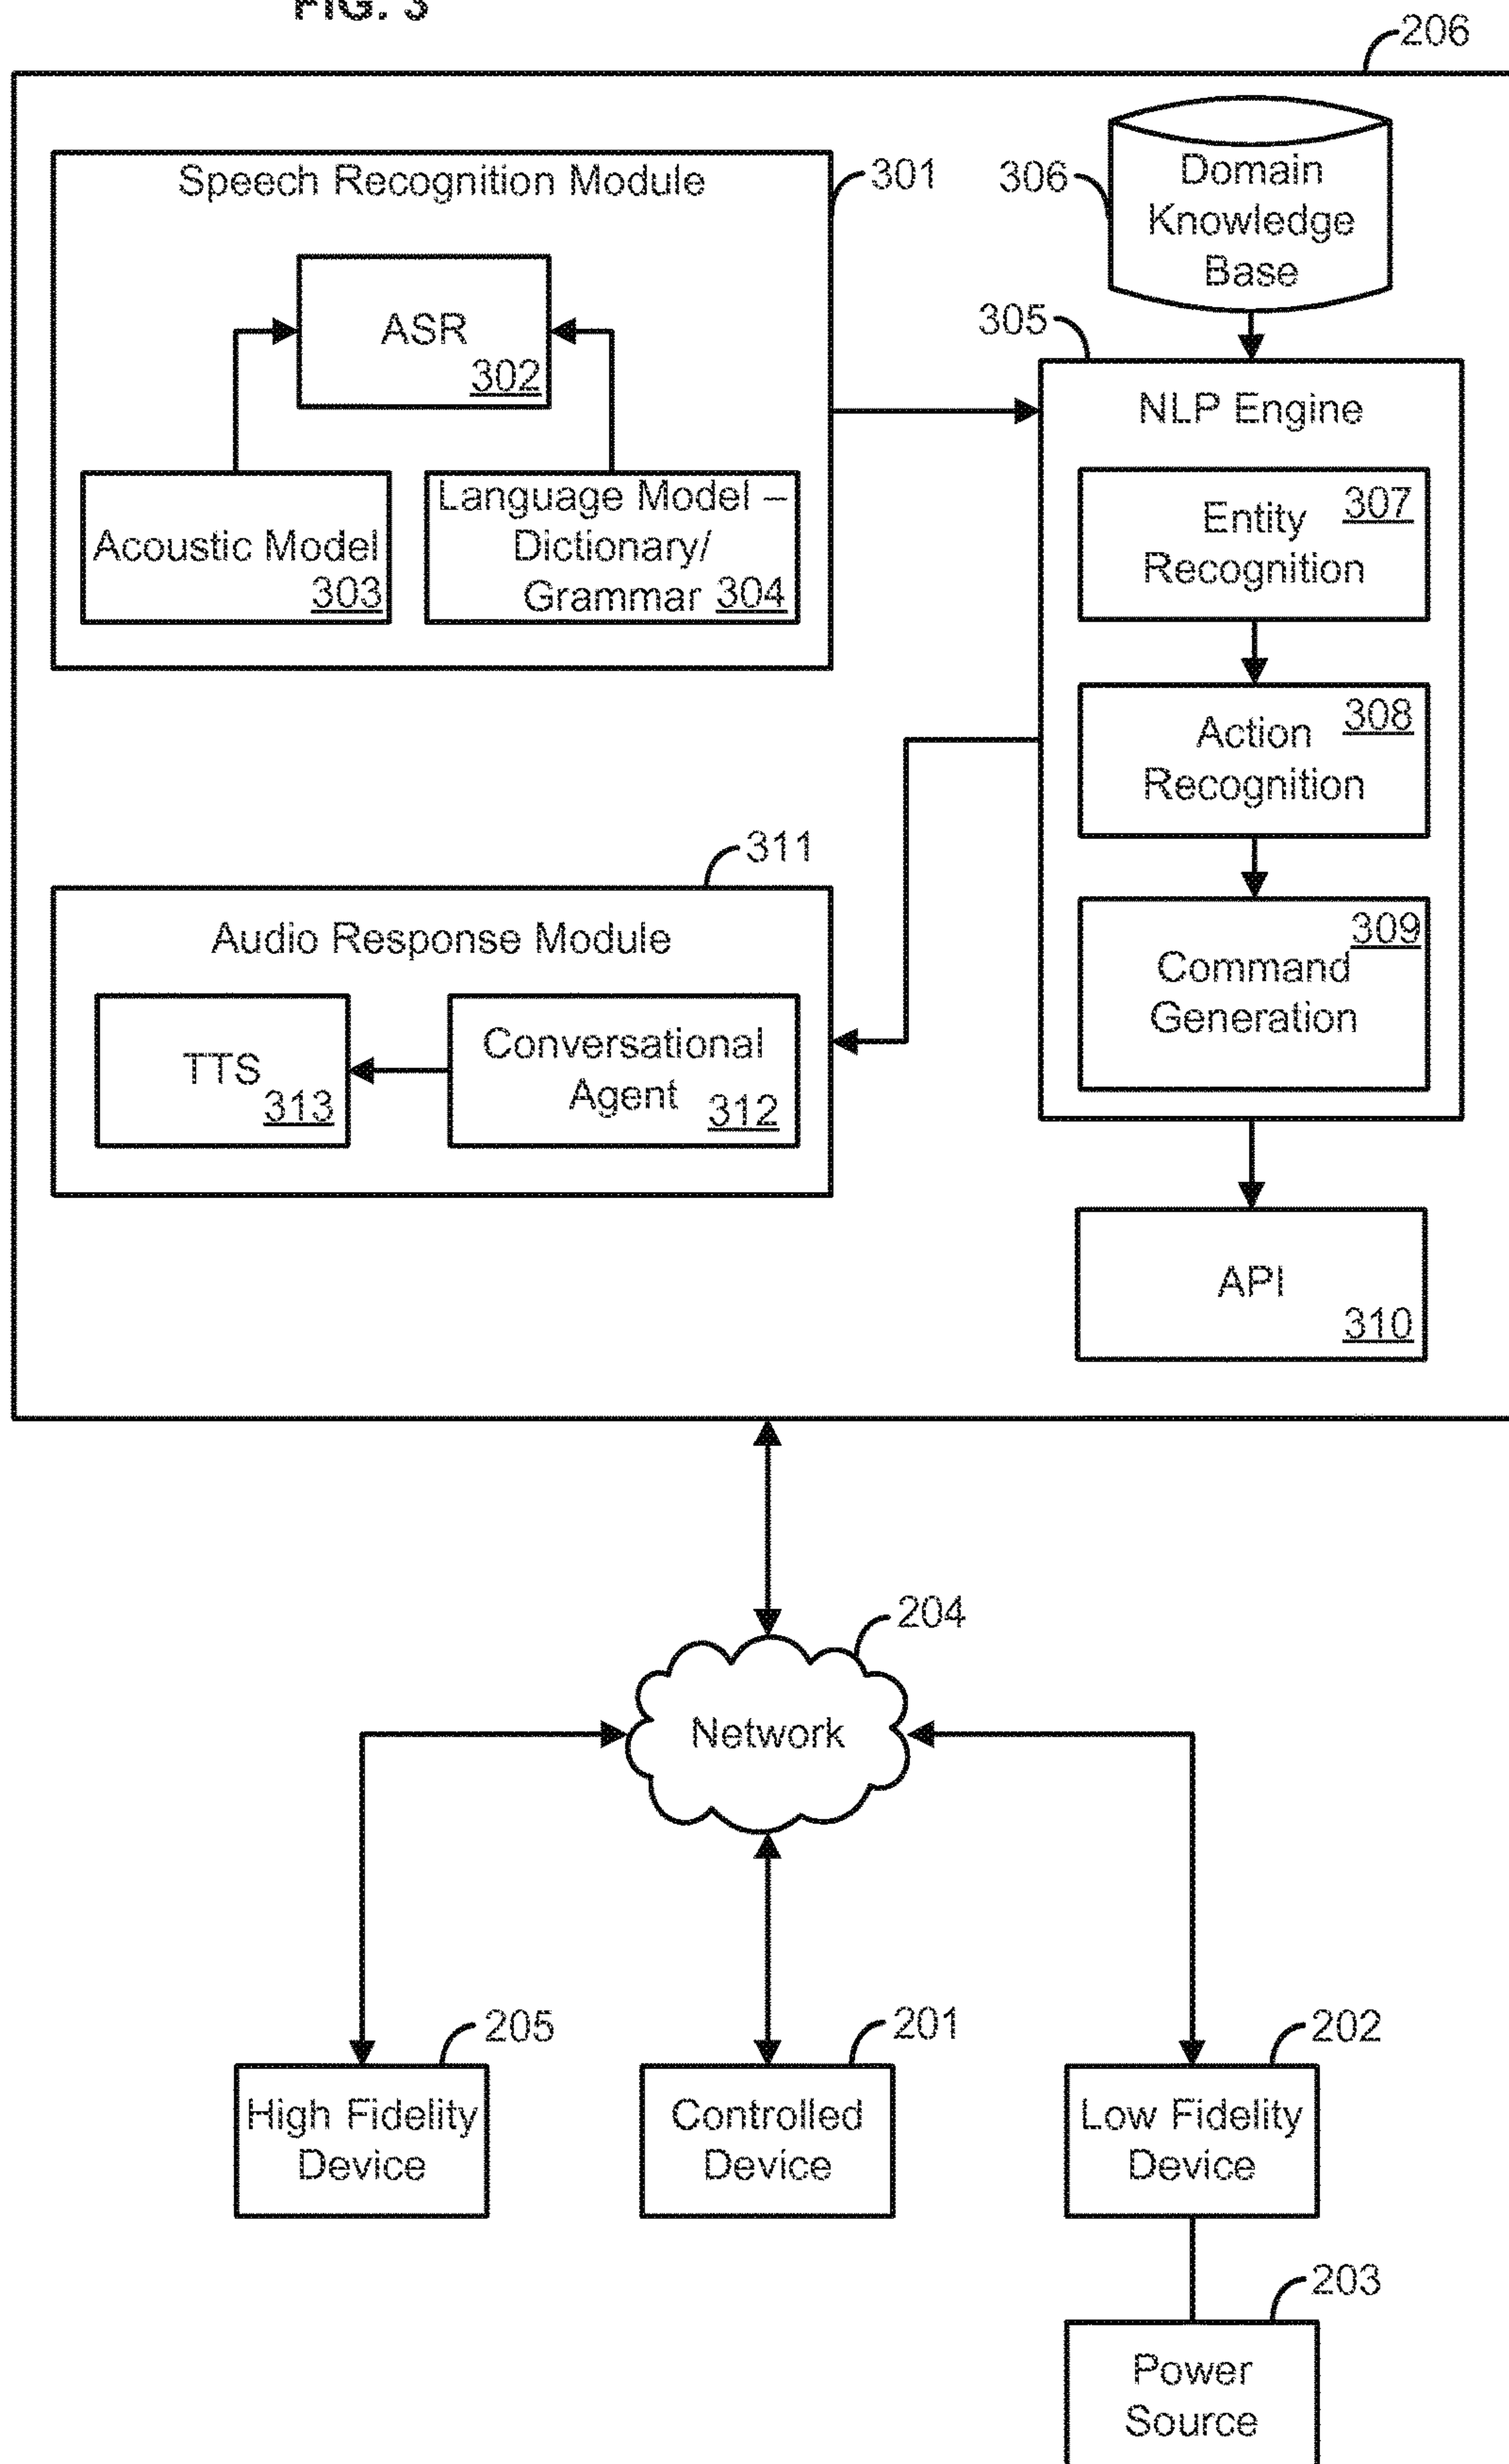 FIG. 3
206
Speech Recognition Module
301
ASR
302
Acoustic Model
303
Language Model –
Dictionary/
Grammar 304
306
Domain
Knowledge
Base
305
NLP Engine
307
Entity
Recognition
308
Action
Recognition
309
Command
Generation
311
Audio Response Module
TTS
313
Conversational
Agent
312
API
310
204
Network
205
High Fidelity
Device
201
Controlled
Device
202
Low Fidelity
Device
203
Power
Source